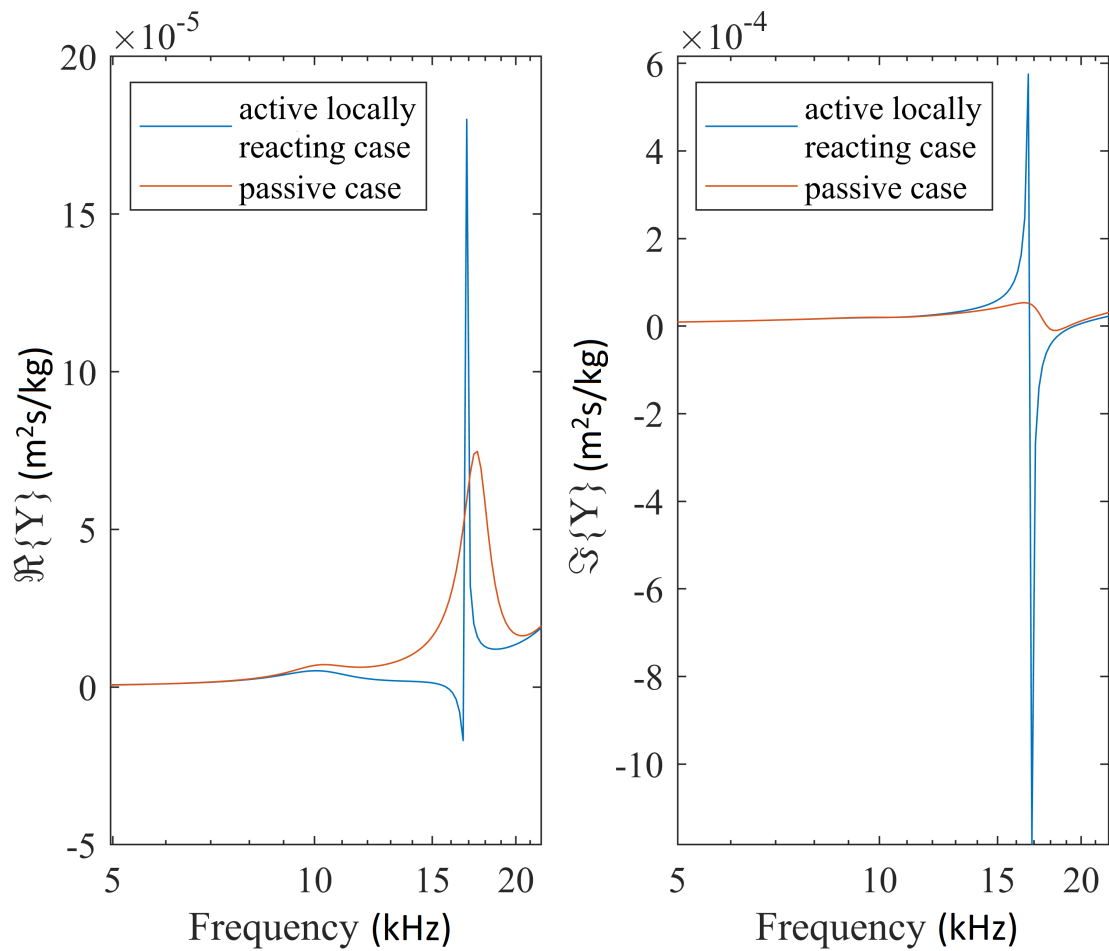 ×10⁻⁵
20
15
10
5
0
-5
ℜ{Y} (m²s/kg)
active locally
reacting case
passive case
5
10
15
20
Frequency (kHz)
×10⁻⁴
6
4
2
0
-2
-4
-6
-8
-10
ℑ{Y} (m²s/kg)
active locally
reacting case
passive case
5
10
15
20
Frequency (kHz)